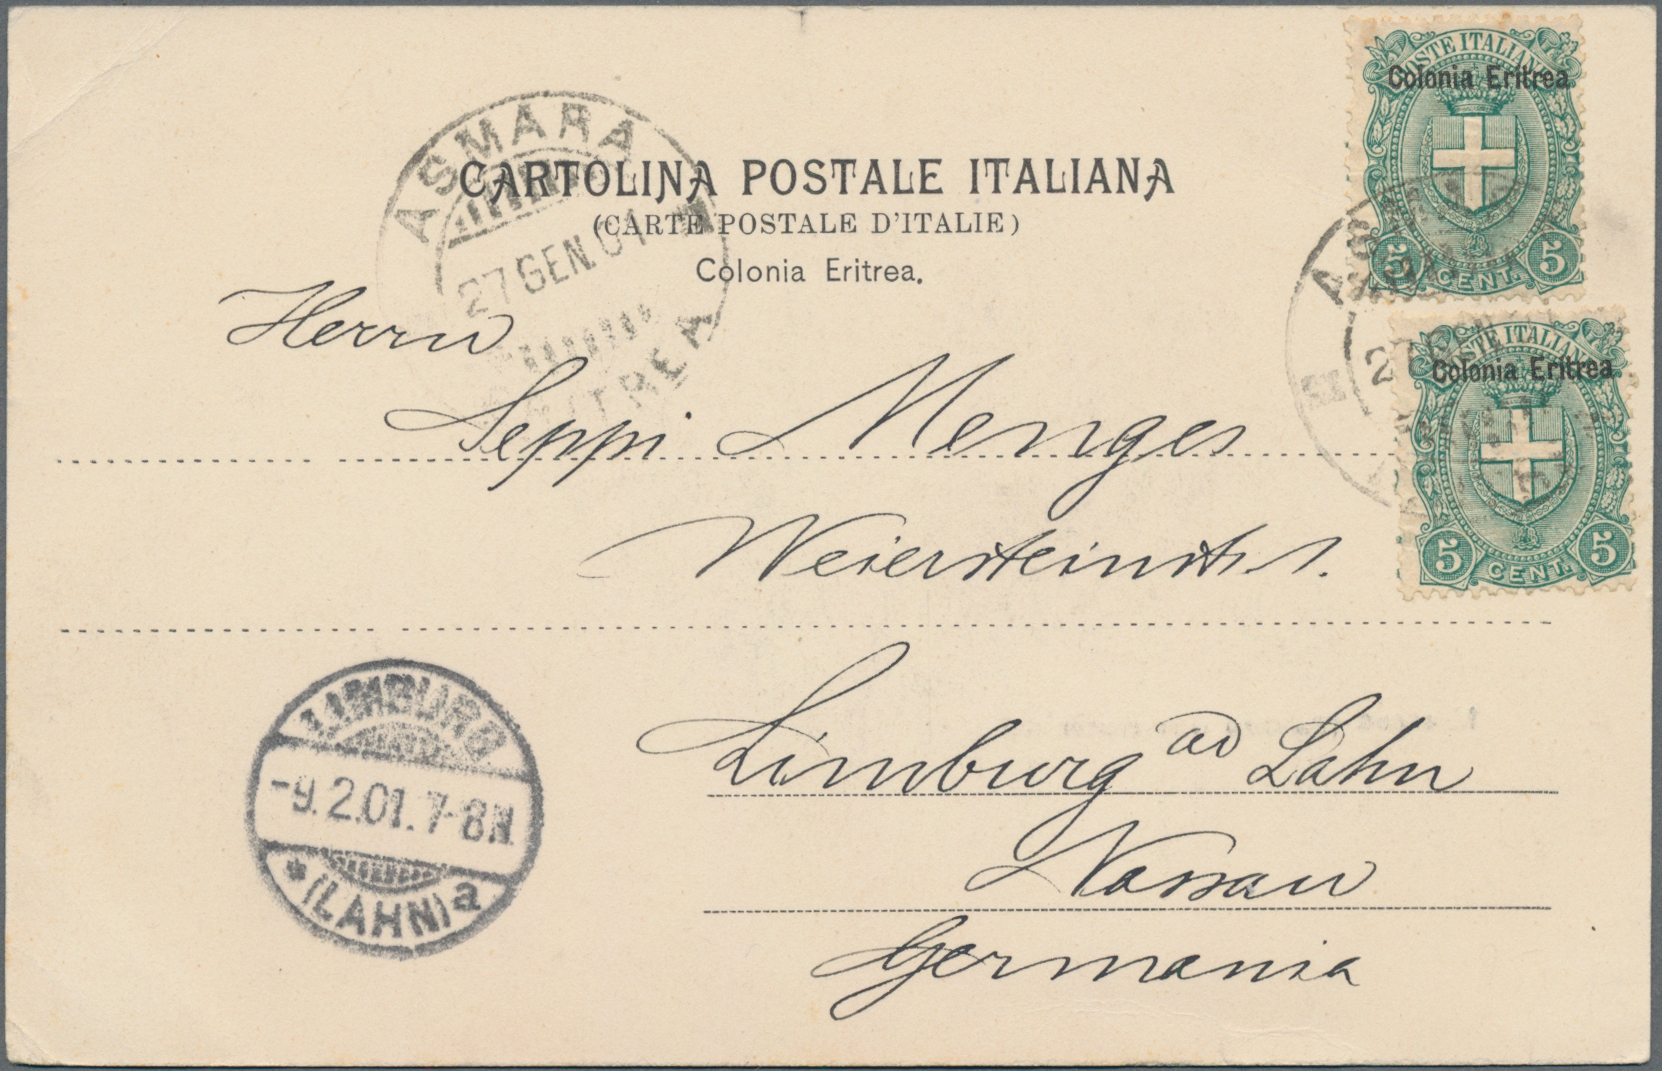 POSTE ITALIANE
Colonia Eritrea
5 CENT. 5
POSTE ITALIANE
Colonia Eritrea
5 CENT. 5
ASMARA
27 GEN. 01
ERITREA
CARTOLINA POSTALE ITALIANA
(CARTE POSTALE D'ITALIE)
Colonia Eritrea.
Herrn
Seppi Menges
Weiersteinstr 1.
Limburg ad Lahn
Nassau
Germania
LIMBURG
-9.2.01.7-8N.
* (LAHN) a